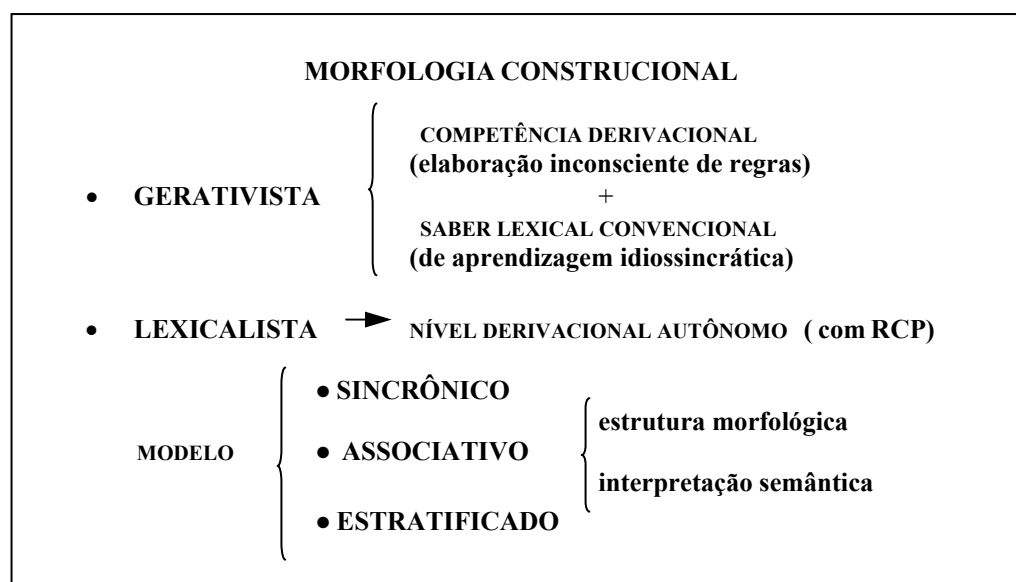 MORFOLOGIA CONSTRUCIONAL
COMPETÊNCIA DERIVACIONAL
(elaboração inconsciente de regras)
• GERATIVISTA +
SABER LEXICAL CONVENCIONAL
(de aprendizagem idiossincrática)
• LEXICALISTA NÍVEL DERIVACIONAL AUTÔNOMO ( com RCP)
• SINCRÔNICO
estrutura morfológica
MODELO • ASSOCIATIVO
interpretação semântica
• ESTRATIFICADO